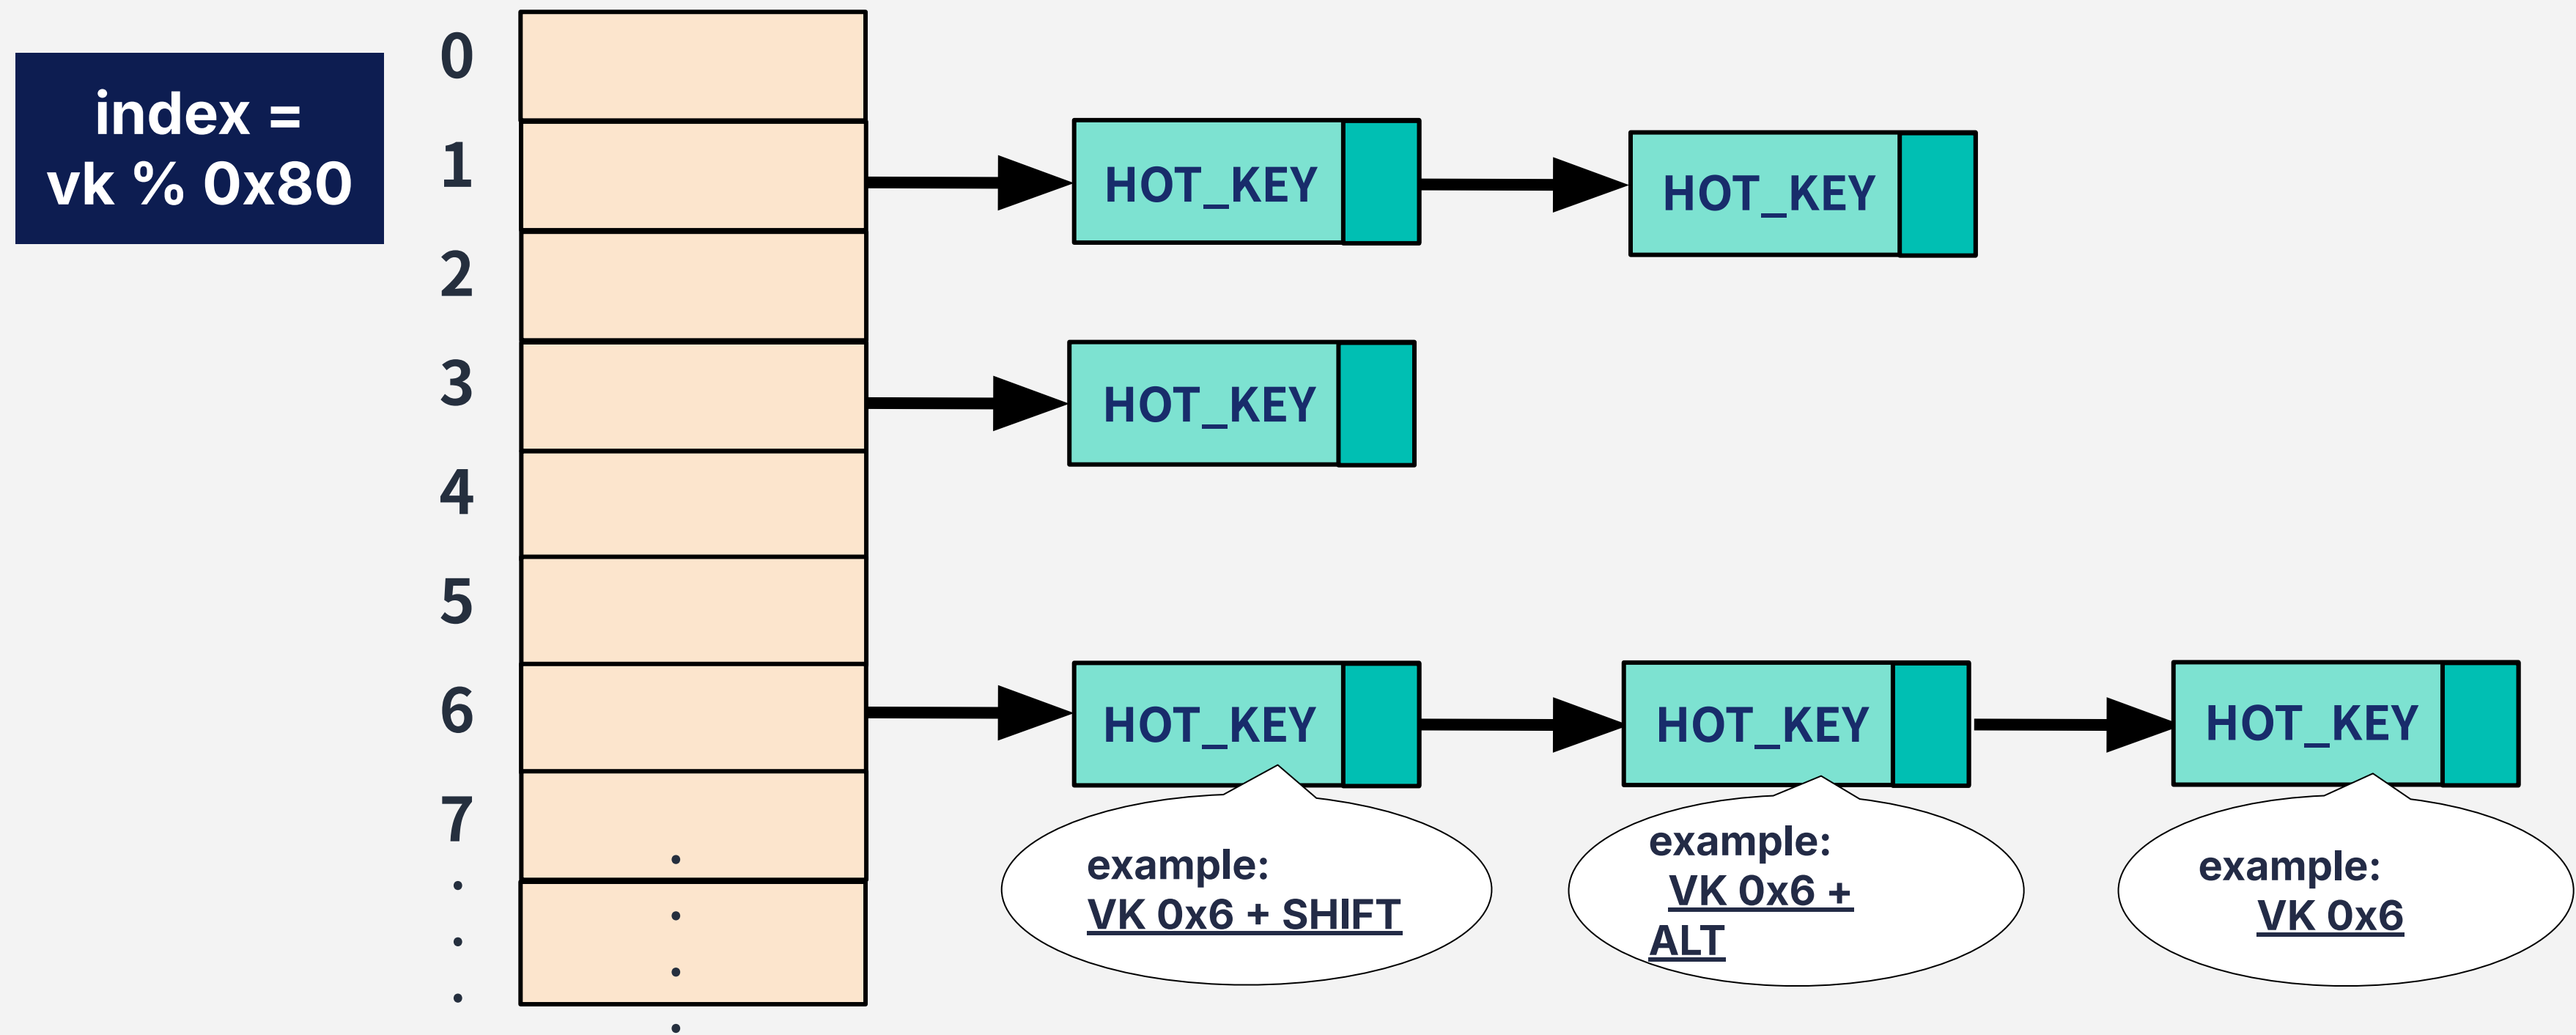 index =
vk % 0x80
0
1
2
3
4
5
6
7
.
.
.
.
.
.
.
HOT_KEY
HOT_KEY
HOT_KEY
HOT_KEY
HOT_KEY
HOT_KEY
example:
VK 0x6 + SHIFT
example:
VK 0x6 +
ALT
example:
VK 0x6